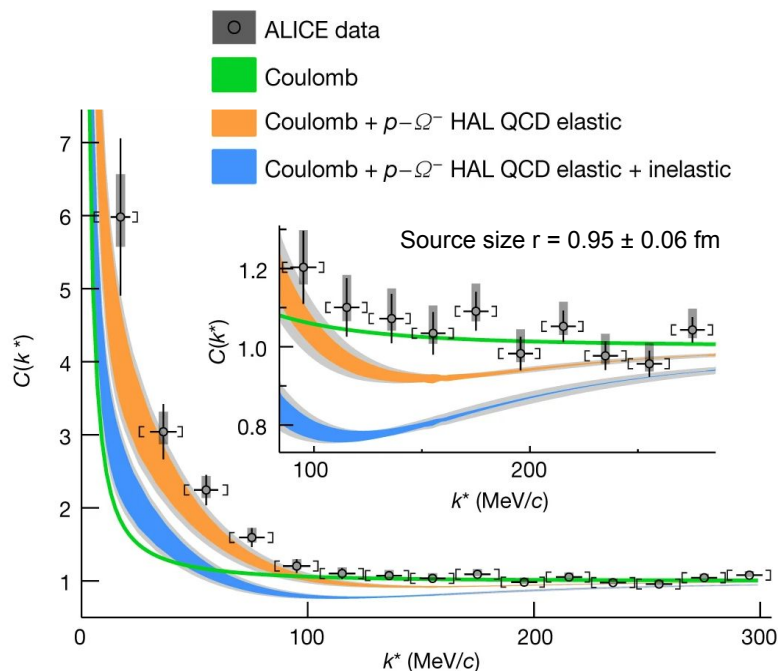 ALICE data
Coulomb
Coulomb + p–Ω⁻ HAL QCD elastic
Coulomb + p–Ω⁻ HAL QCD elastic + inelastic
Source size r = 0.95 ± 0.06 fm
C(k*)
7
6
5
4
3
2
1
0
100
200
300
k* (MeV/c)
C(k*)
1.2
1.0
0.8
100
200
k* (MeV/c)